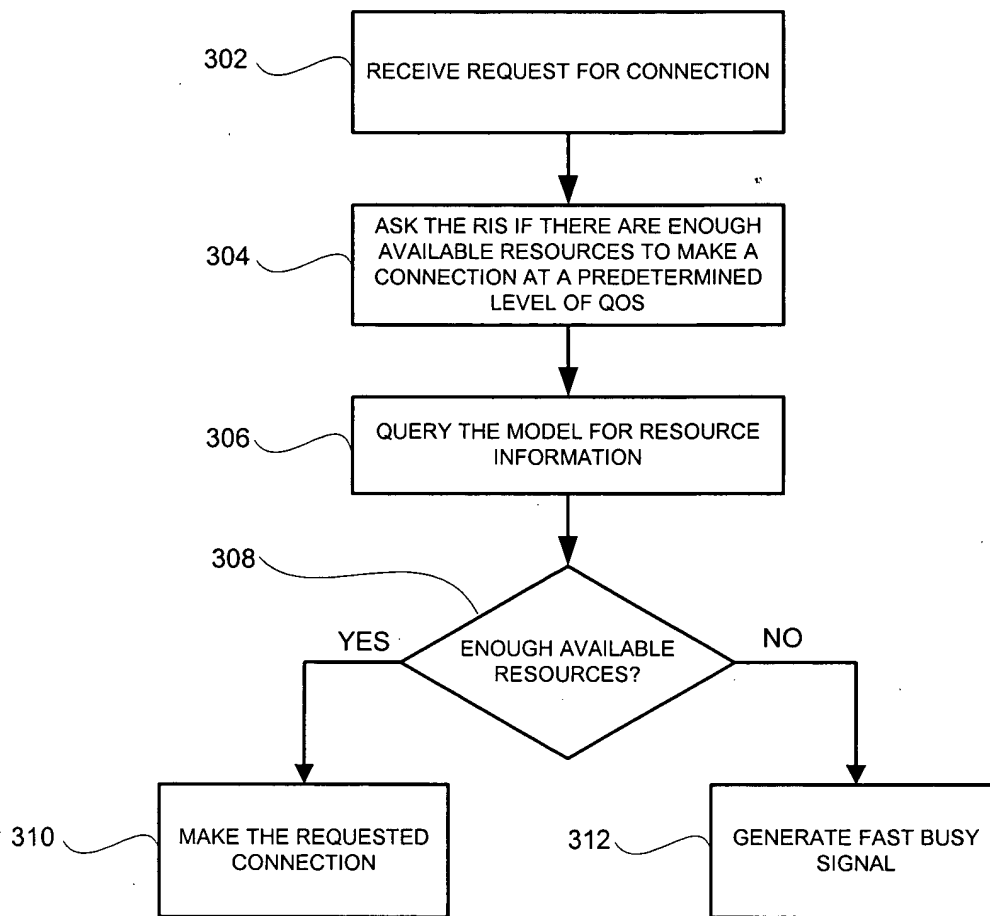 302
RECEIVE REQUEST FOR CONNECTION
304
ASK THE RIS IF THERE ARE ENOUGH
AVAILABLE RESOURCES TO MAKE A
CONNECTION AT A PREDETERMINED
LEVEL OF QOS
306
QUERY THE MODEL FOR RESOURCE
INFORMATION
308
ENOUGH AVAILABLE
RESOURCES?
YES
NO
310
MAKE THE REQUESTED
CONNECTION
312
GENERATE FAST BUSY
SIGNAL